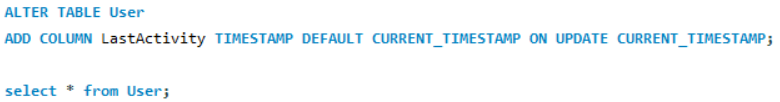 ALTER TABLE User
ADD COLUMN LastActivity TIMESTAMP DEFAULT CURRENT_TIMESTAMP ON UPDATE CURRENT_TIMESTAMP;
select * from User;